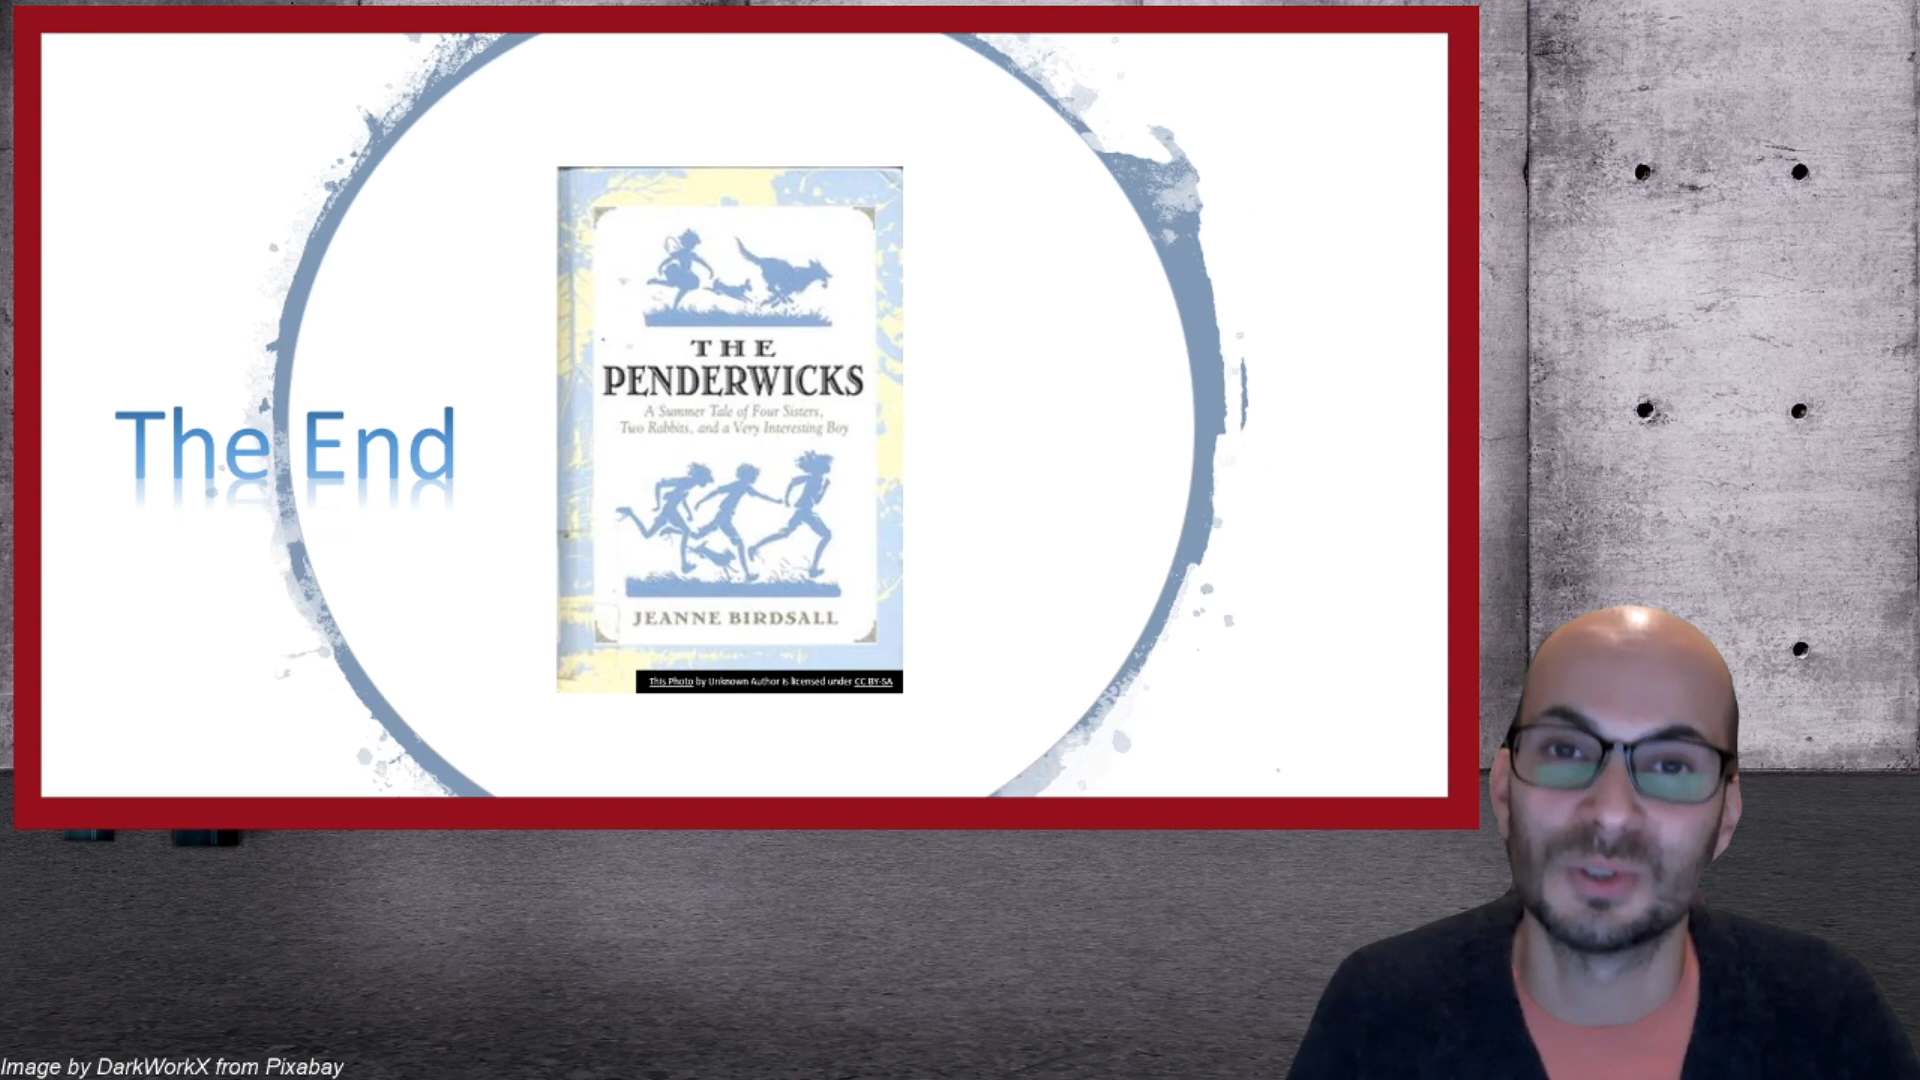 The End
THE
PENDERWICKS
A Summer Tale of Four Sisters,
Two Rabbits, and a Very Interesting Boy
JEANNE BIRDSALL
This Photo by Unknown Author is licensed under CC BY-SA
Image by DarkWorkX from Pixabay